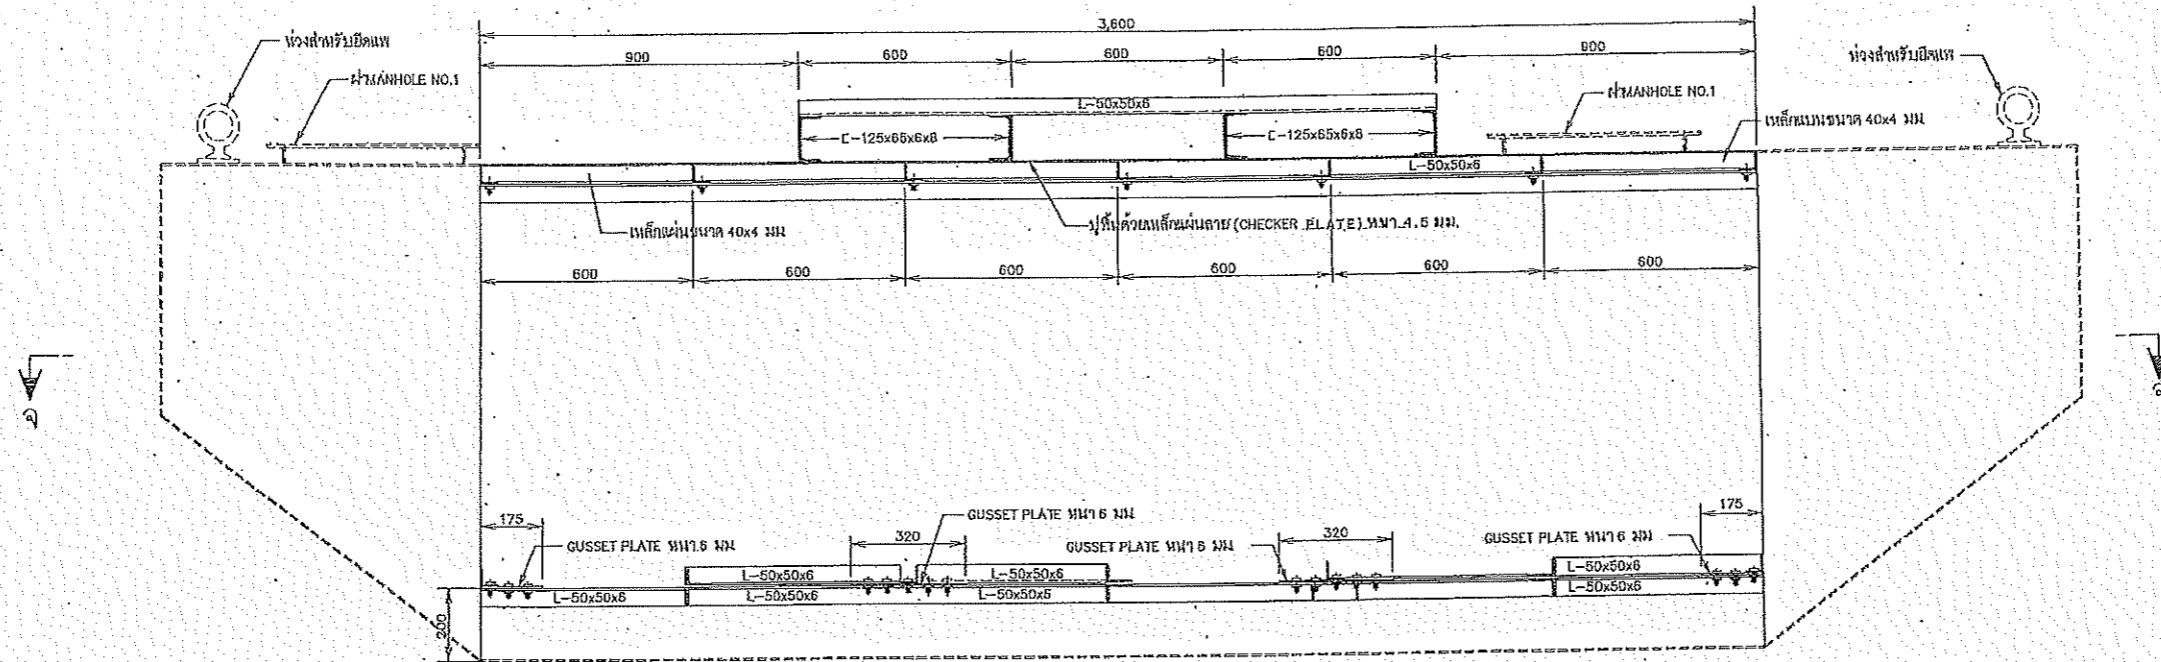 3,600
ห่วงสำหรับยึดแพ
ห่วงสำหรับยึดแพ
900
600
600
600
900
ฝาMANHOLE NO.1
ฝาMANHOLE NO.1
L-50x50x6
เหล็กแบนขนาด 40x4 มม
C-125x65x6x8
C-125x65x6x8
L-50x50x6
เหล็กแผ่นขนาด 40x4 มม
ปูพื้นด้วยเหล็กแผ่นลาย (CHECKER PLATE) หนา 4.5 มม.
600
600
600
600
600
600
จ
จ
175
GUSSET PLATE หนา 6 มม
320
GUSSET PLATE หนา 6 มม
GUSSET PLATE หนา 6 มม
320
GUSSET PLATE หนา 6 มม
175
L-50x50x6
L-50x50x6
L-50x50x6
L-50x50x6
L-50x50x6
L-50x50x6
L-50x50x6
200